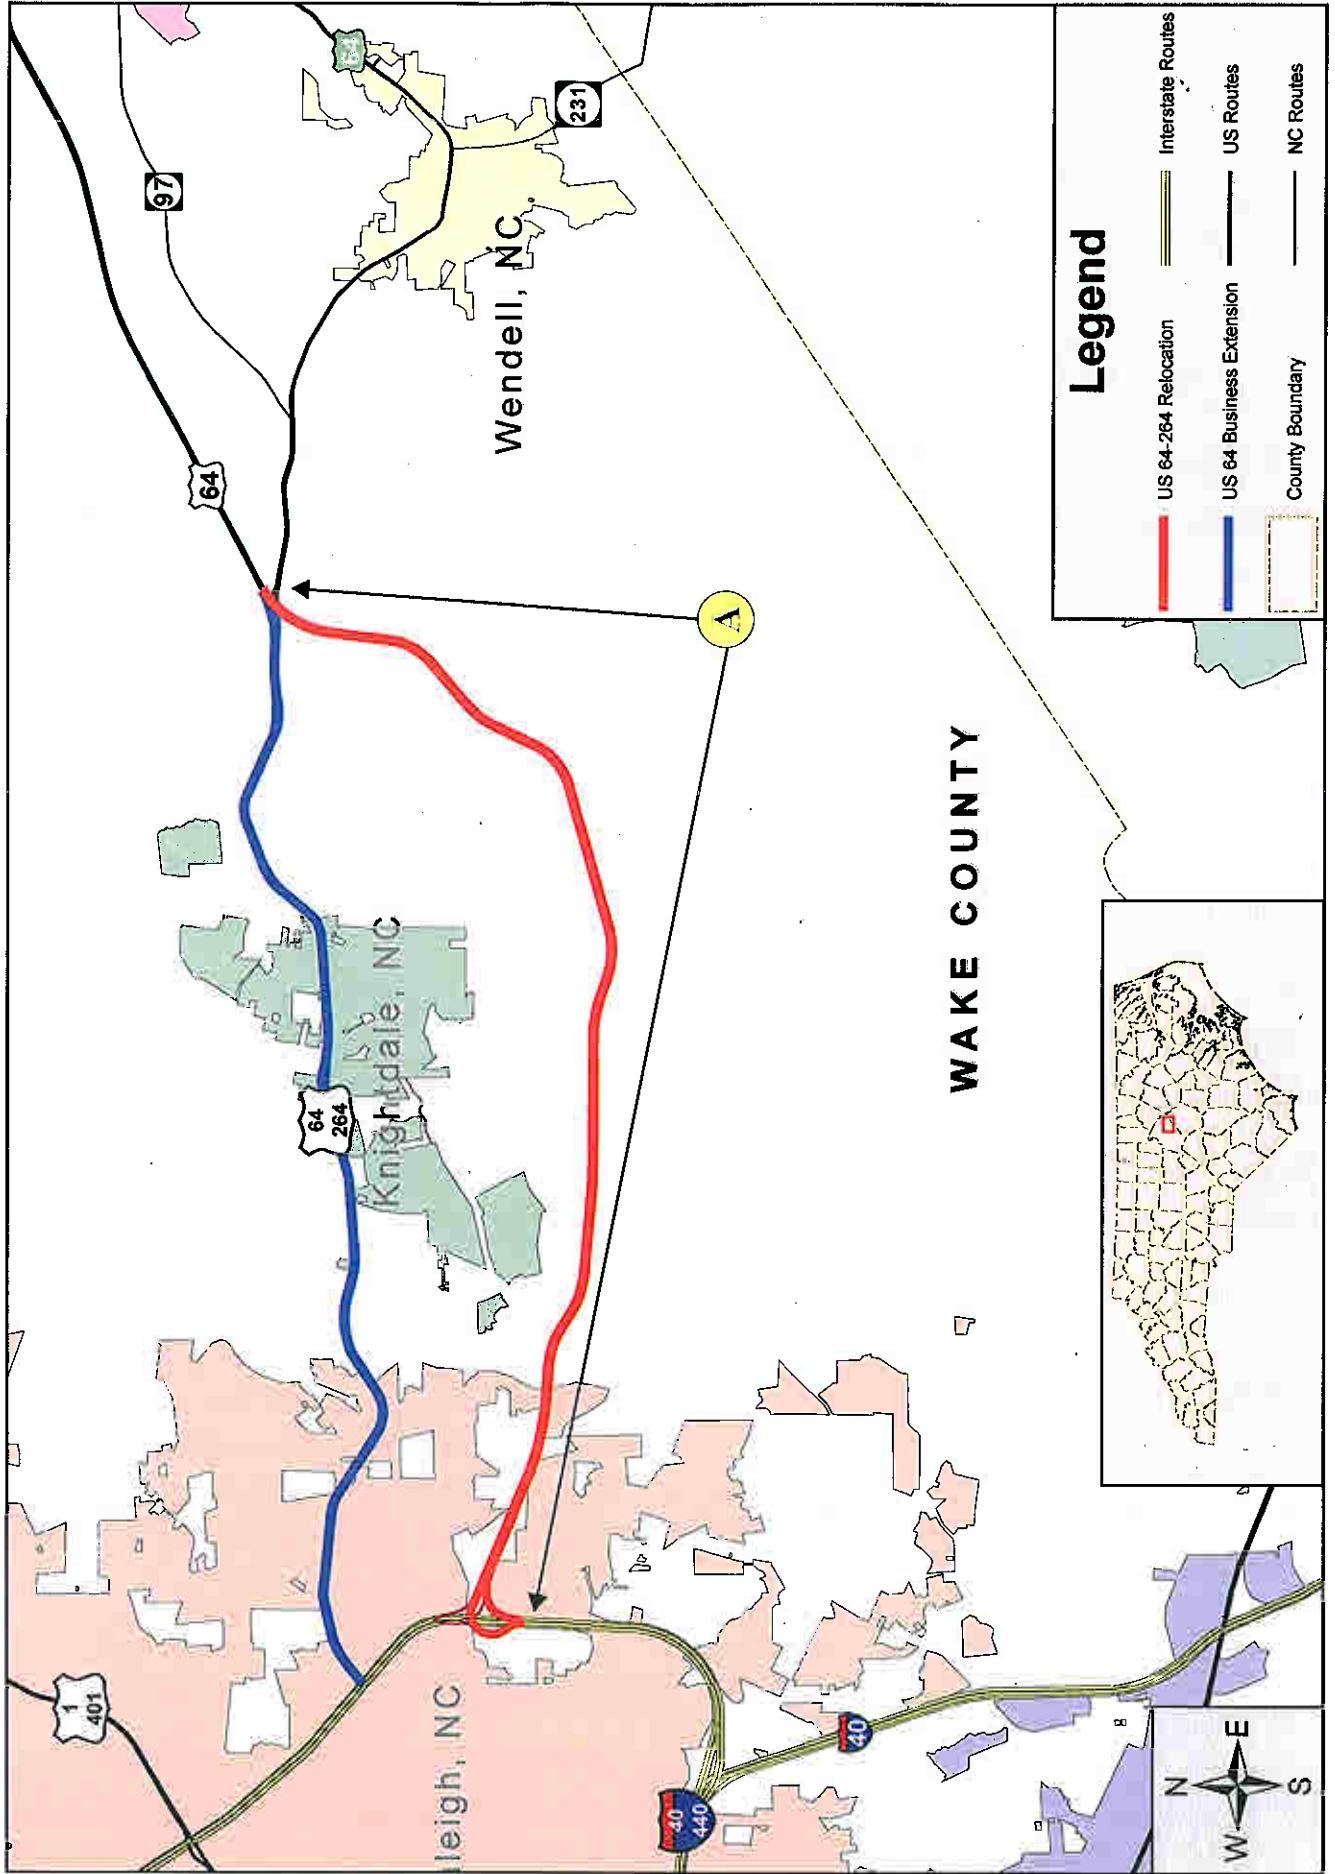 64
97
64
231
Wendell, NC
64
264
Knightdale, NC
A
WAKE COUNTY
1
401
leigh, NC
40
440
40
N
W E
S
Legend
US 64-264 Relocation
Interstate Routes
US 64 Business Extension
US Routes
County Boundary
NC Routes